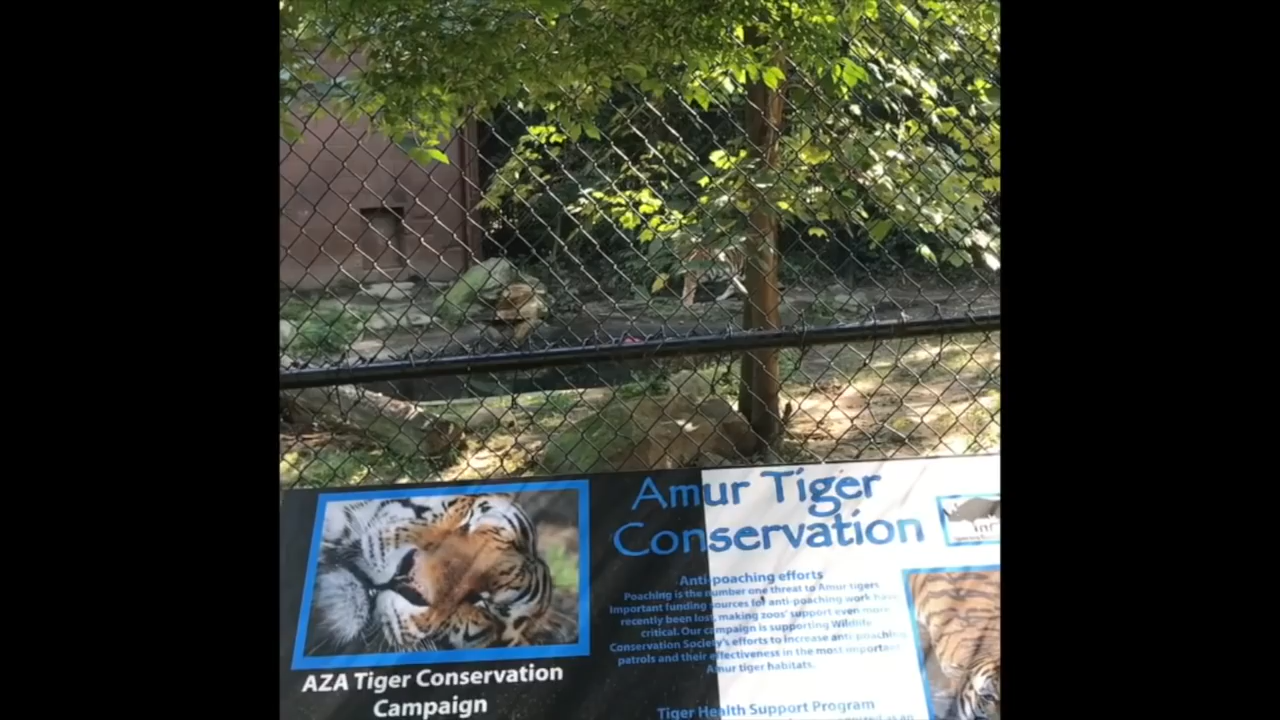 Amur Tiger
Conservation
Anti-poaching efforts
Poaching is the number one threat to Amur tigers
Important funding sources for anti-poaching work have
recently been lost, making zoos' support even more
critical. Our campaign is supporting Wildlife
Conservation Society's efforts to increase anti-poaching
patrols and their effectiveness in the most important
Amur tiger habitats.
Tiger Health Support Program
AZA Tiger Conservation
Campaign